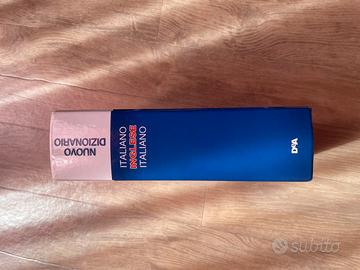 NUOVO
DIZIONARIO
ITALIANO
INGLESE
ITALIANO
DeA
subito